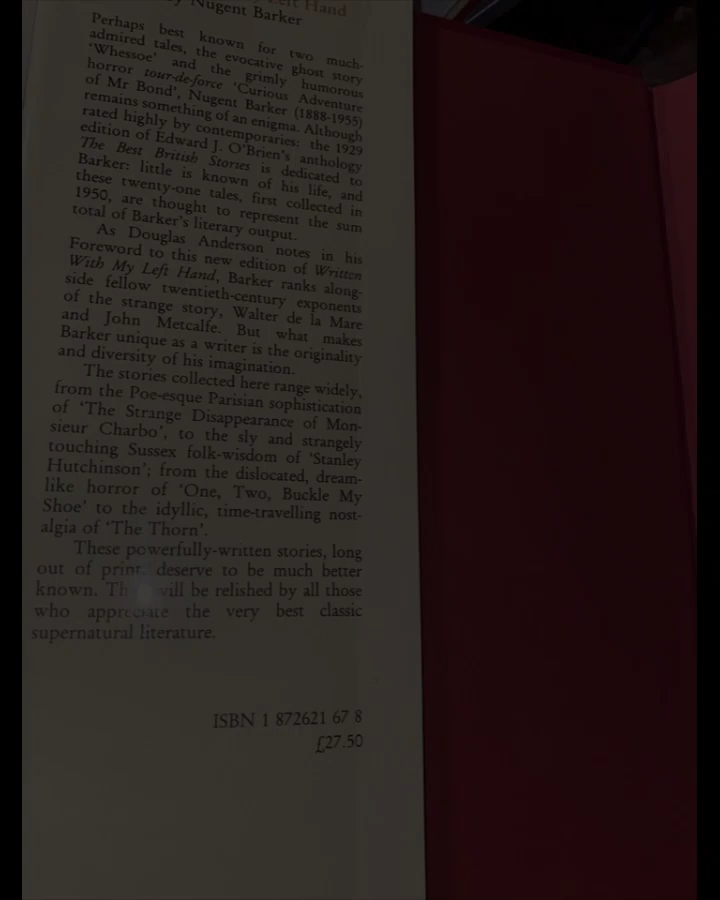 Left Hand
by Nugent Barker
Perhaps best known for two much-
admired tales, the evocative ghost story
‘Whessoe’ and the grimly humorous
horror tour-de-force ‘Curious Adventure
of Mr Bond’, Nugent Barker (1888-1955)
remains something of an enigma. Although
rated highly by contemporaries: the 1929
edition of Edward J. O’Brien’s anthology
The Best British Stories is dedicated to
Barker: little is known of his life, and
these twenty-one tales, first collected in
1950, are thought to represent the sum
total of Barker’s literary output.
As Douglas Anderson notes in his
Foreword to this new edition of Written
With My Left Hand, Barker ranks along-
side fellow twentieth-century exponents
of the strange story, Walter de la Mare
and John Metcalfe. But what makes
Barker unique as a writer is the originality
and diversity of his imagination.
The stories collected here range widely,
from the Poe-esque Parisian sophistication
of ‘The Strange Disappearance of Mon-
sieur Charbo’, to the sly and strangely
touching Sussex folk-wisdom of ‘Stanley
Hutchinson’; from the dislocated, dream-
like horror of ‘One, Two, Buckle My
Shoe’ to the idyllic, time-travelling nost-
algia of ‘The Thorn’.
These powerfully-written stories, long
out of print, deserve to be much better
known. will be relished by all those
who appreciate the very best classic
supernatural literature.
ISBN 1 872621 67 8
£27.50